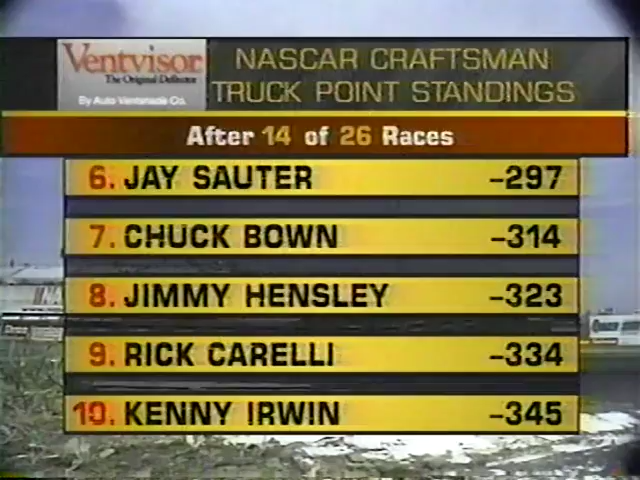 Ventvisor
The Original Deflector
By Auto Ventshade Co.
NASCAR CRAFTSMAN
TRUCK POINT STANDINGS
After 14 of 26 Races
6. JAY SAUTER -297
7. CHUCK BOWN -314
8. JIMMY HENSLEY -323
9. RICK CARELLI -334
10. KENNY IRWIN -345